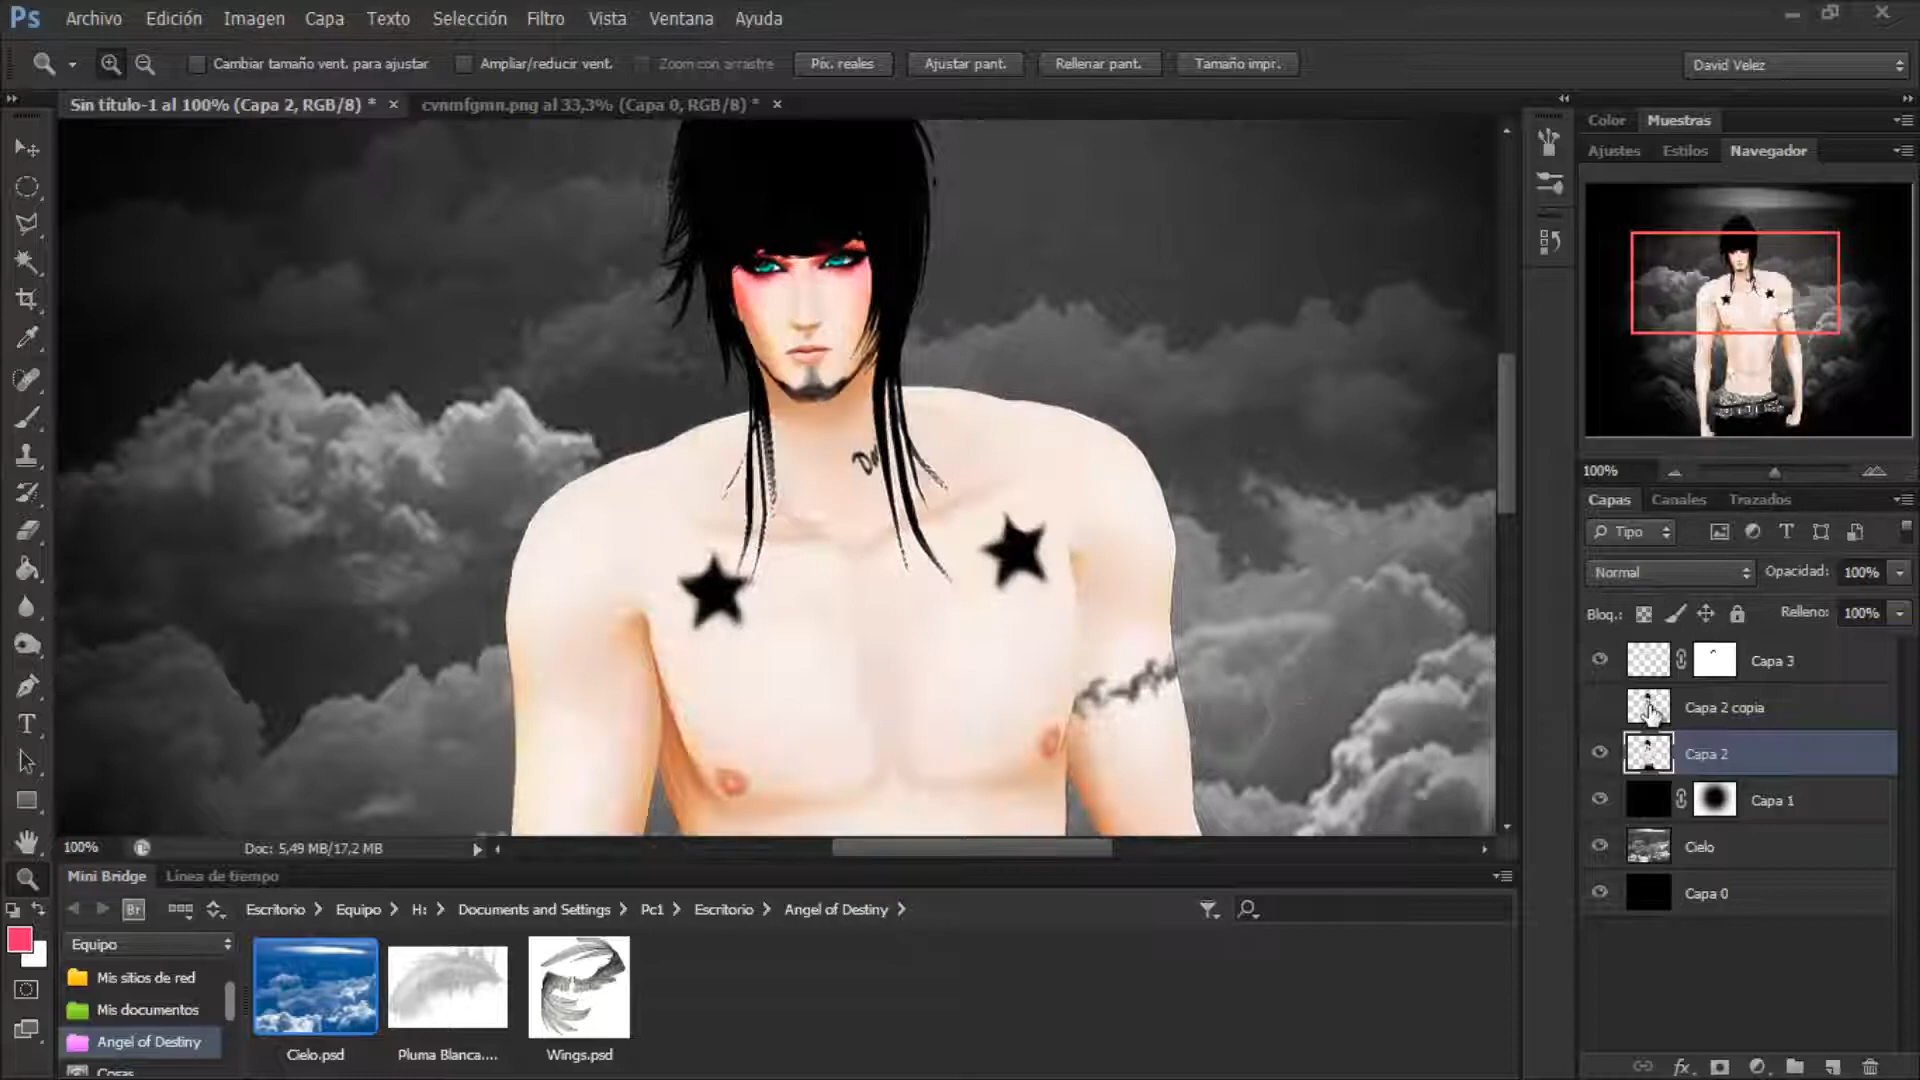 Ps Archivo Edición Imagen Capa Texto Selección Filtro Vista Ventana Ayuda
Cambiar tamaño vent. para ajustar Ampliar/reducir vent. Zoom con arrastre Píx. reales Ajustar pant. Rellenar pant. Tamaño impr. David Velez
Sin título-1 al 100% (Capa 2, RGB/8) * × cvnmfgmn.png al 33,3% (Capa 0, RGB/8) * ×
Color Muestras
Ajustes Estilos Navegador
100%
Capas Canales Trazados
Tipo
Normal Opacidad: 100%
Bloq.: Relleno: 100%
Capa 3
Capa 2 copia
Capa 2
Capa 1
Cielo
Capa 0
100% Doc: 5,49 MB/17,2 MB
Mini Bridge Línea de tiempo
Br Escritorio Equipo H: Documents and Settings Pc1 Escritorio Angel of Destiny
Equipo
Mis sitios de red
Mis documentos
Angel of Destiny
Cosas
Cielo.psd Pluma Blanca.... Wings.psd
fx